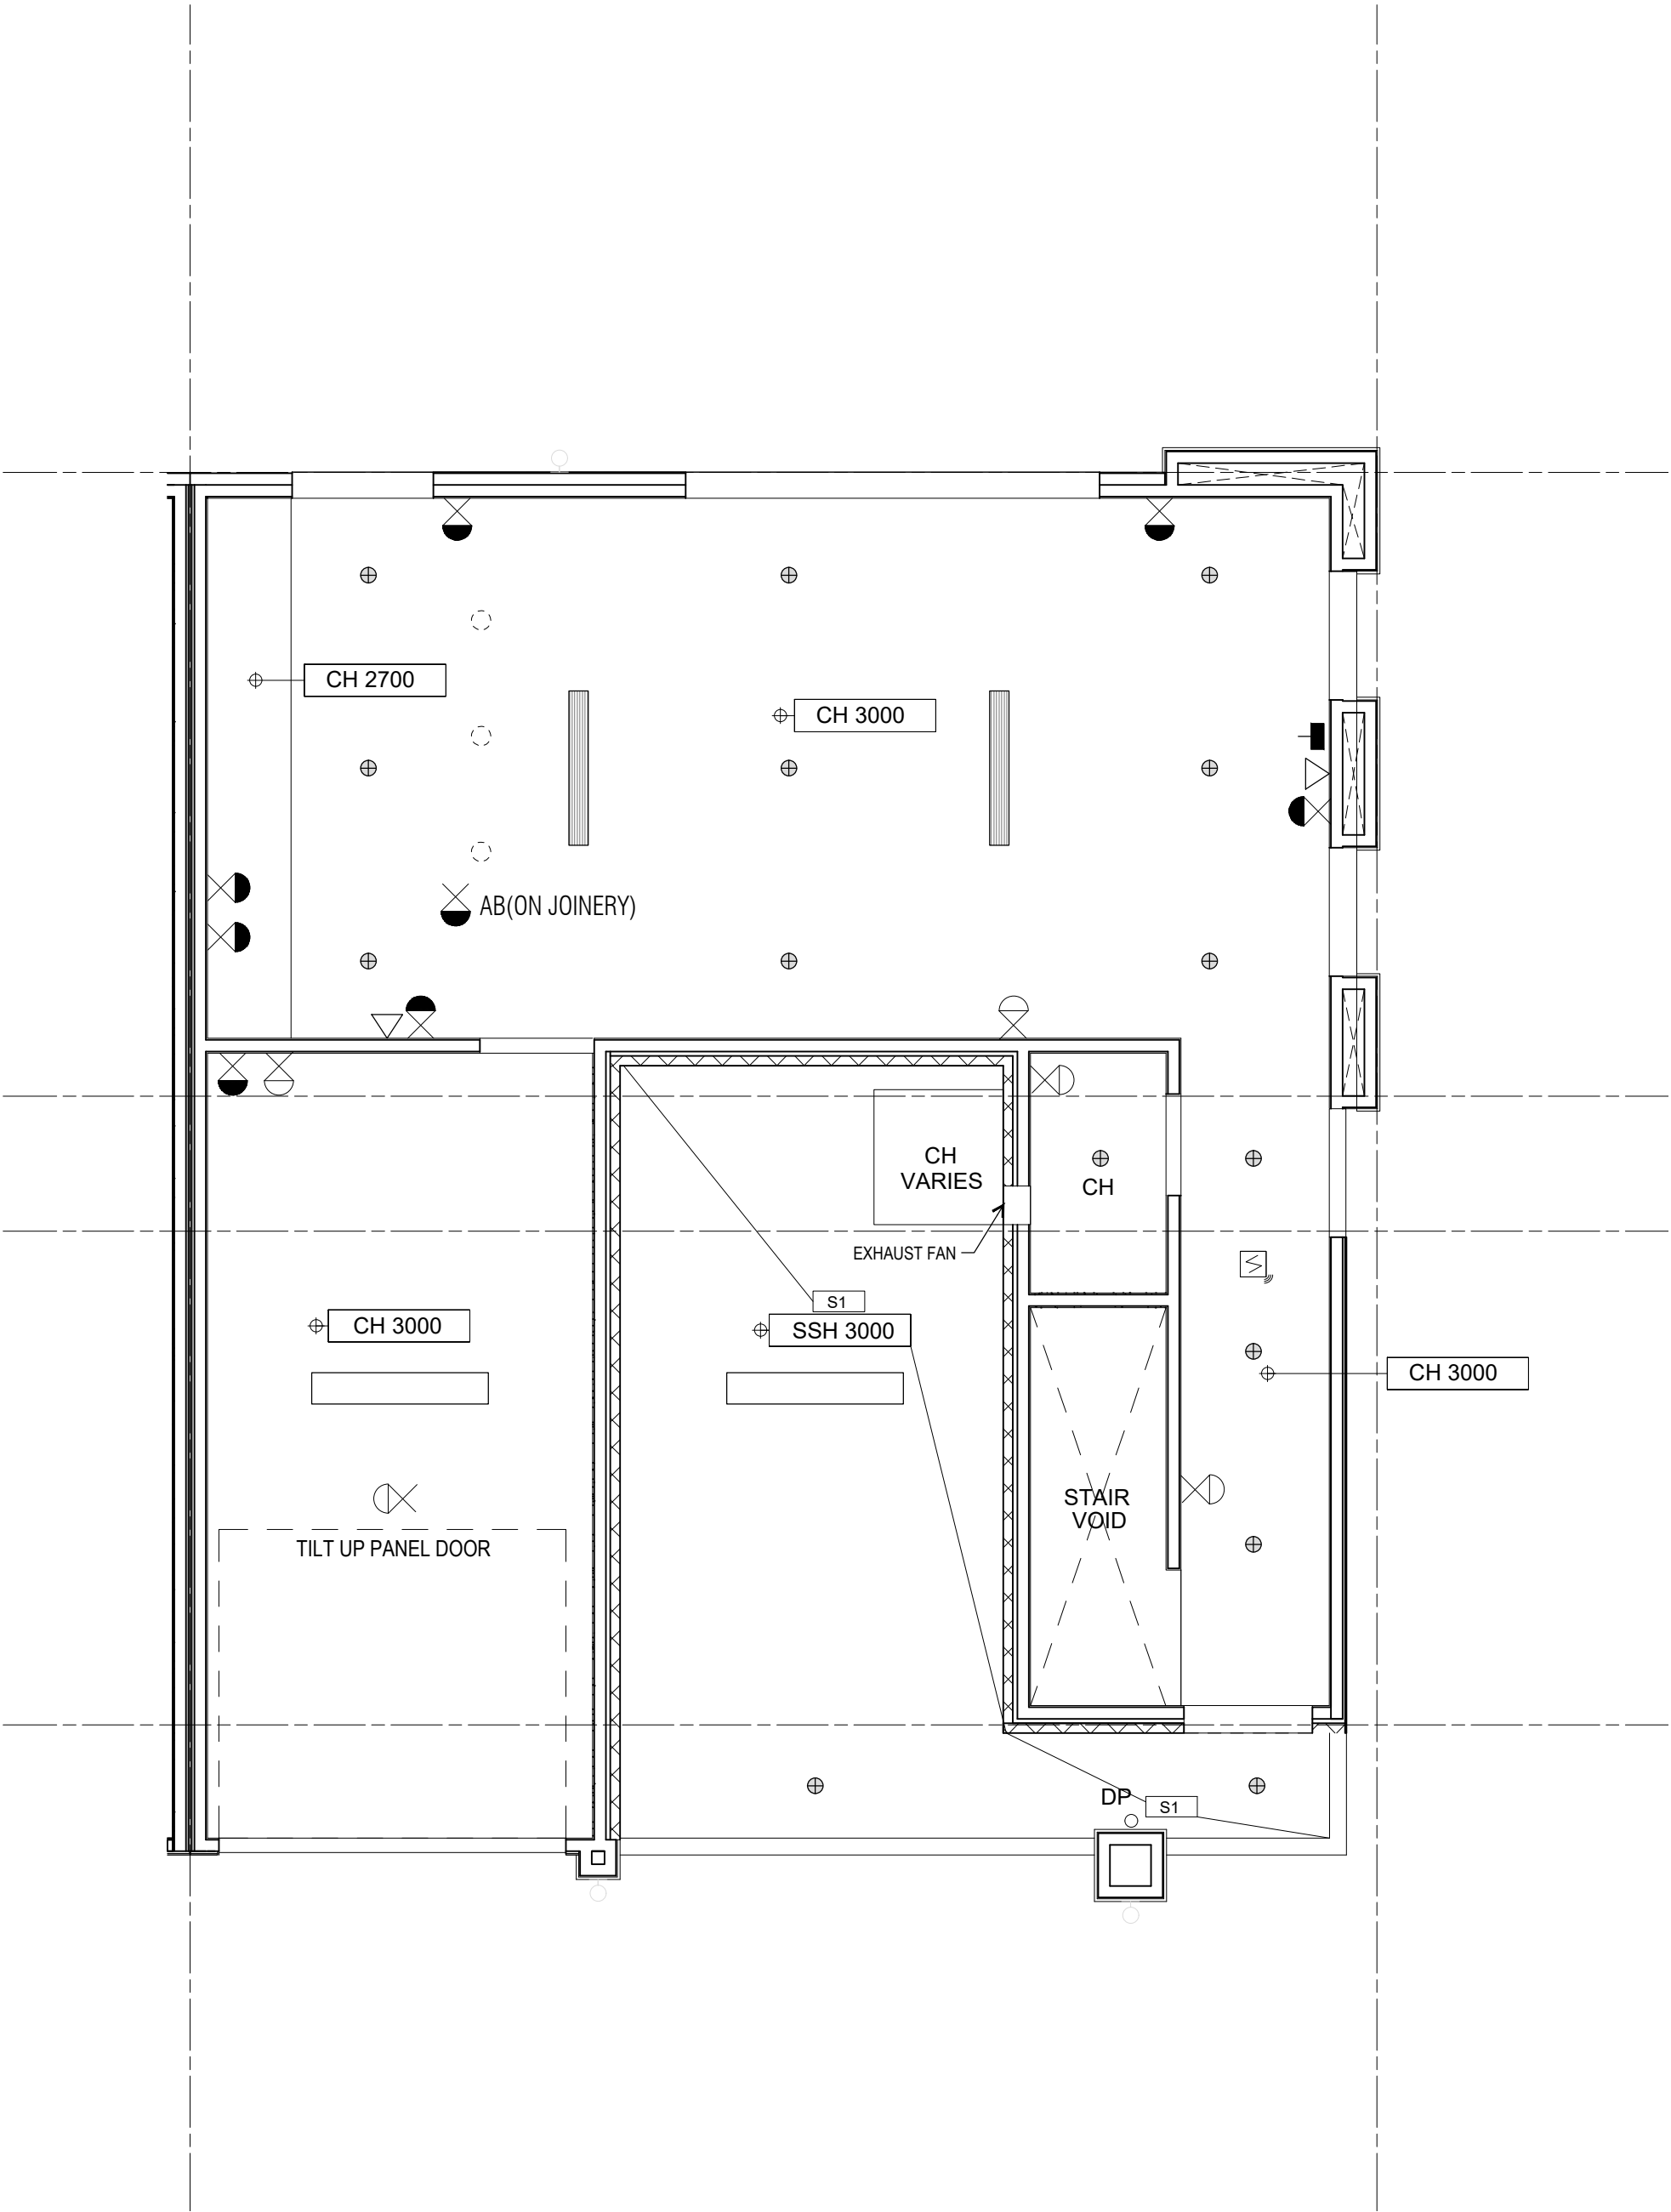 CH 2700
CH 3000
AB(ON JOINERY)
CH
VARIES
CH
EXHAUST FAN
S1
CH 3000
SSH 3000
CH 3000
STAIR
VOID
TILT UP PANEL DOOR
DP
S1